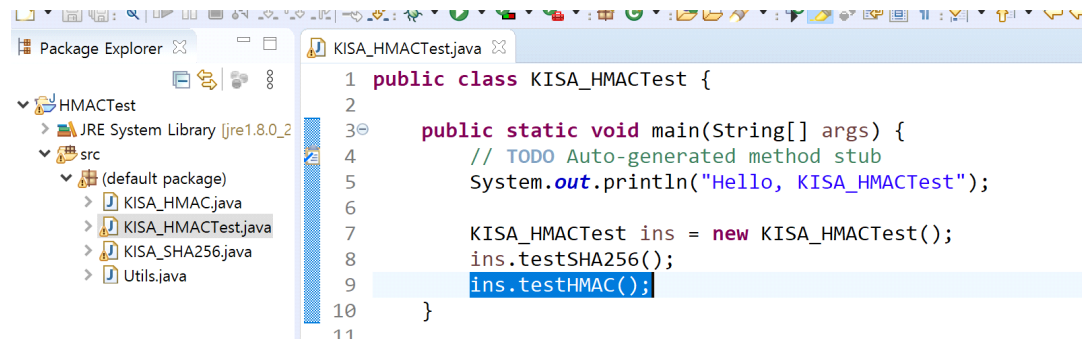 Package Explorer
HMACTest
JRE System Library [jre1.8.0_2
src
(default package)
KISA_HMAC.java
KISA_HMACTest.java
KISA_SHA256.java
Utils.java
KISA_HMACTest.java
1 public class KISA_HMACTest {
2
3 public static void main(String[] args) {
4 // TODO Auto-generated method stub
5 System.out.println("Hello, KISA_HMACTest");
6
7 KISA_HMACTest ins = new KISA_HMACTest();
8 ins.testSHA256();
9 ins.testHMAC();
10 }
11